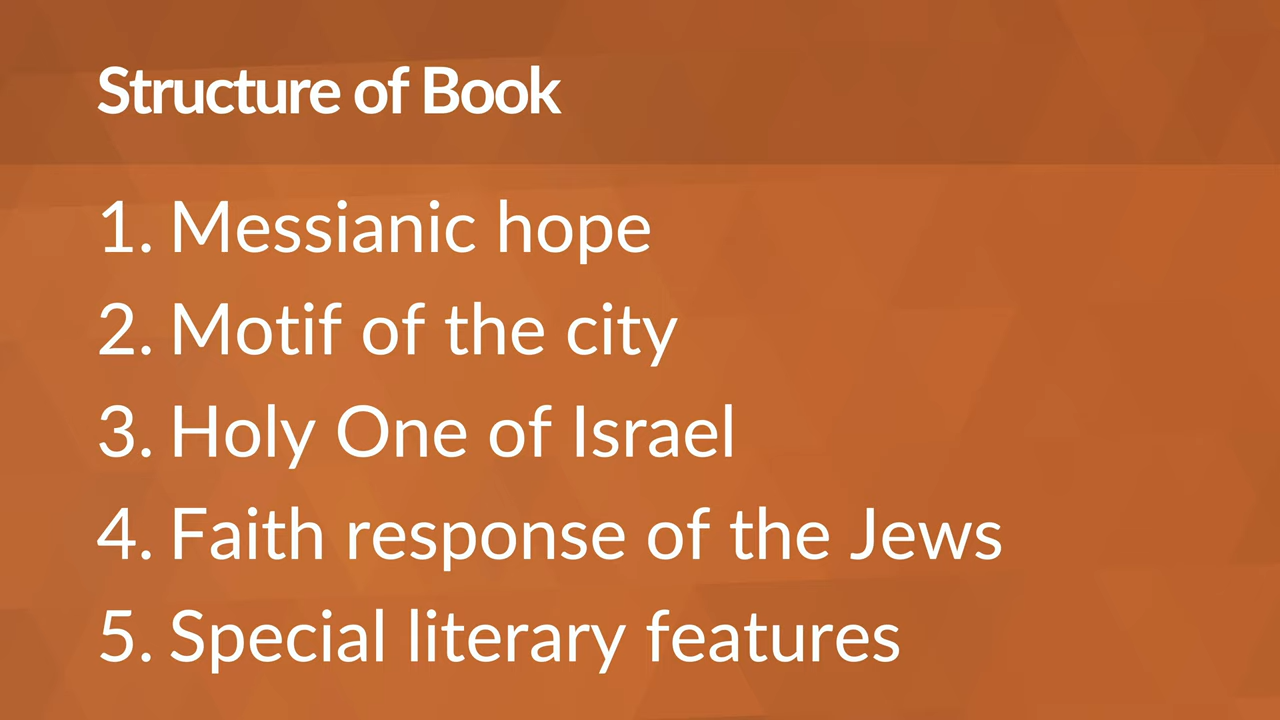 Structure of Book
1. Messianic hope
2. Motif of the city
3. Holy One of Israel
4. Faith response of the Jews
5. Special literary features